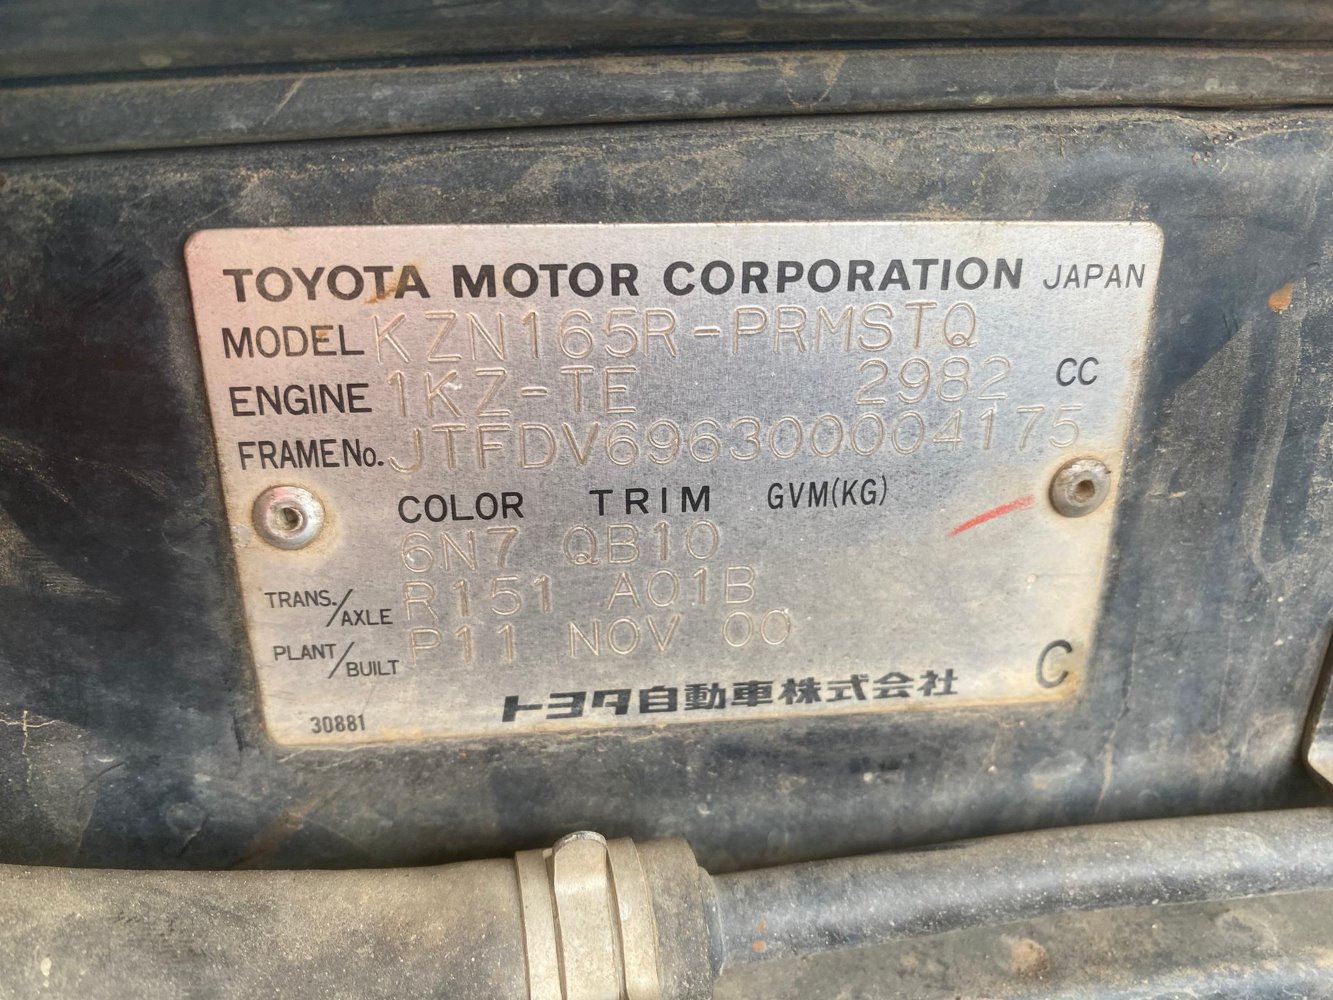 TOYOTA MOTOR CORPORATION JAPAN
MODEL KZN165R-PRMSTQ
ENGINE 1KZ-TE 2982 CC
FRAME No. JTFDV696300004175
COLOR TRIM GVM(KG)
6N7 QB10
TRANS./AXLE R151 A01B
PLANT/BUILT P11 NOV 00
トヨタ自動車株式会社 C
30881